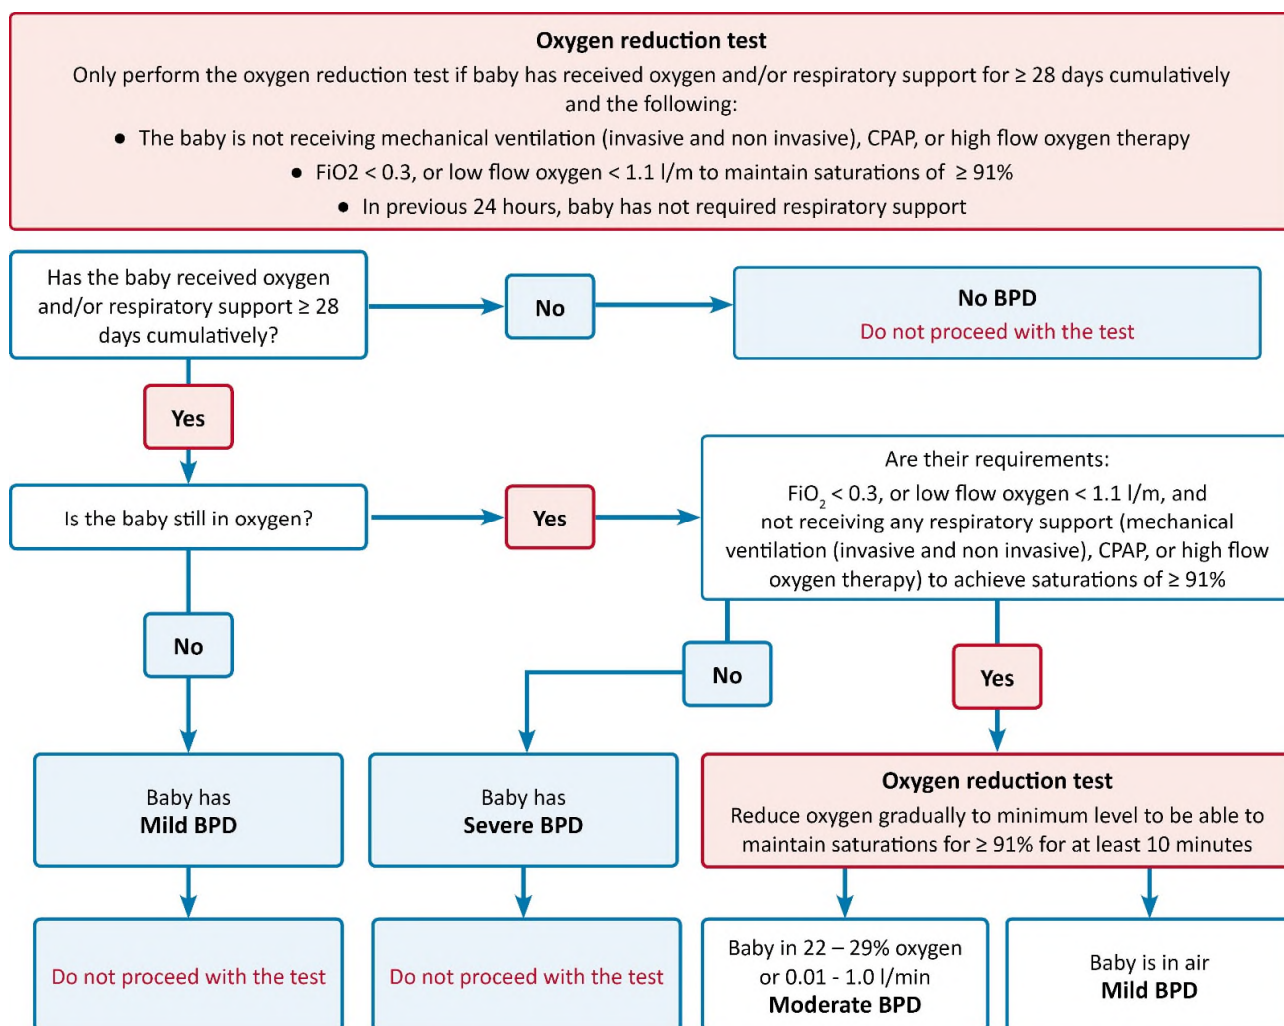 Oxygen reduction test
Only perform the oxygen reduction test if baby has received oxygen and/or respiratory support for ≥ 28 days cumulatively
and the following:
● The baby is not receiving mechanical ventilation (invasive and non invasive), CPAP, or high flow oxygen therapy
● FiO2 < 0.3, or low flow oxygen < 1.1 l/m to maintain saturations of ≥ 91%
● In previous 24 hours, baby has not required respiratory support
Has the baby received oxygen
and/or respiratory support ≥ 28
days cumulatively?
No
No BPD
Do not proceed with the test
Yes
Is the baby still in oxygen?
Yes
Are their requirements:
FiO₂ < 0.3, or low flow oxygen < 1.1 l/m, and
not receiving any respiratory support (mechanical
ventilation (invasive and non invasive), CPAP, or high flow
oxygen therapy) to achieve saturations of ≥ 91%
No
No
Yes
Baby has
Mild BPD
Baby has
Severe BPD
Oxygen reduction test
Reduce oxygen gradually to minimum level to be able to
maintain saturations for ≥ 91% for at least 10 minutes
Do not proceed with the test
Do not proceed with the test
Baby in 22 – 29% oxygen
or 0.01 - 1.0 l/min
Moderate BPD
Baby is in air
Mild BPD